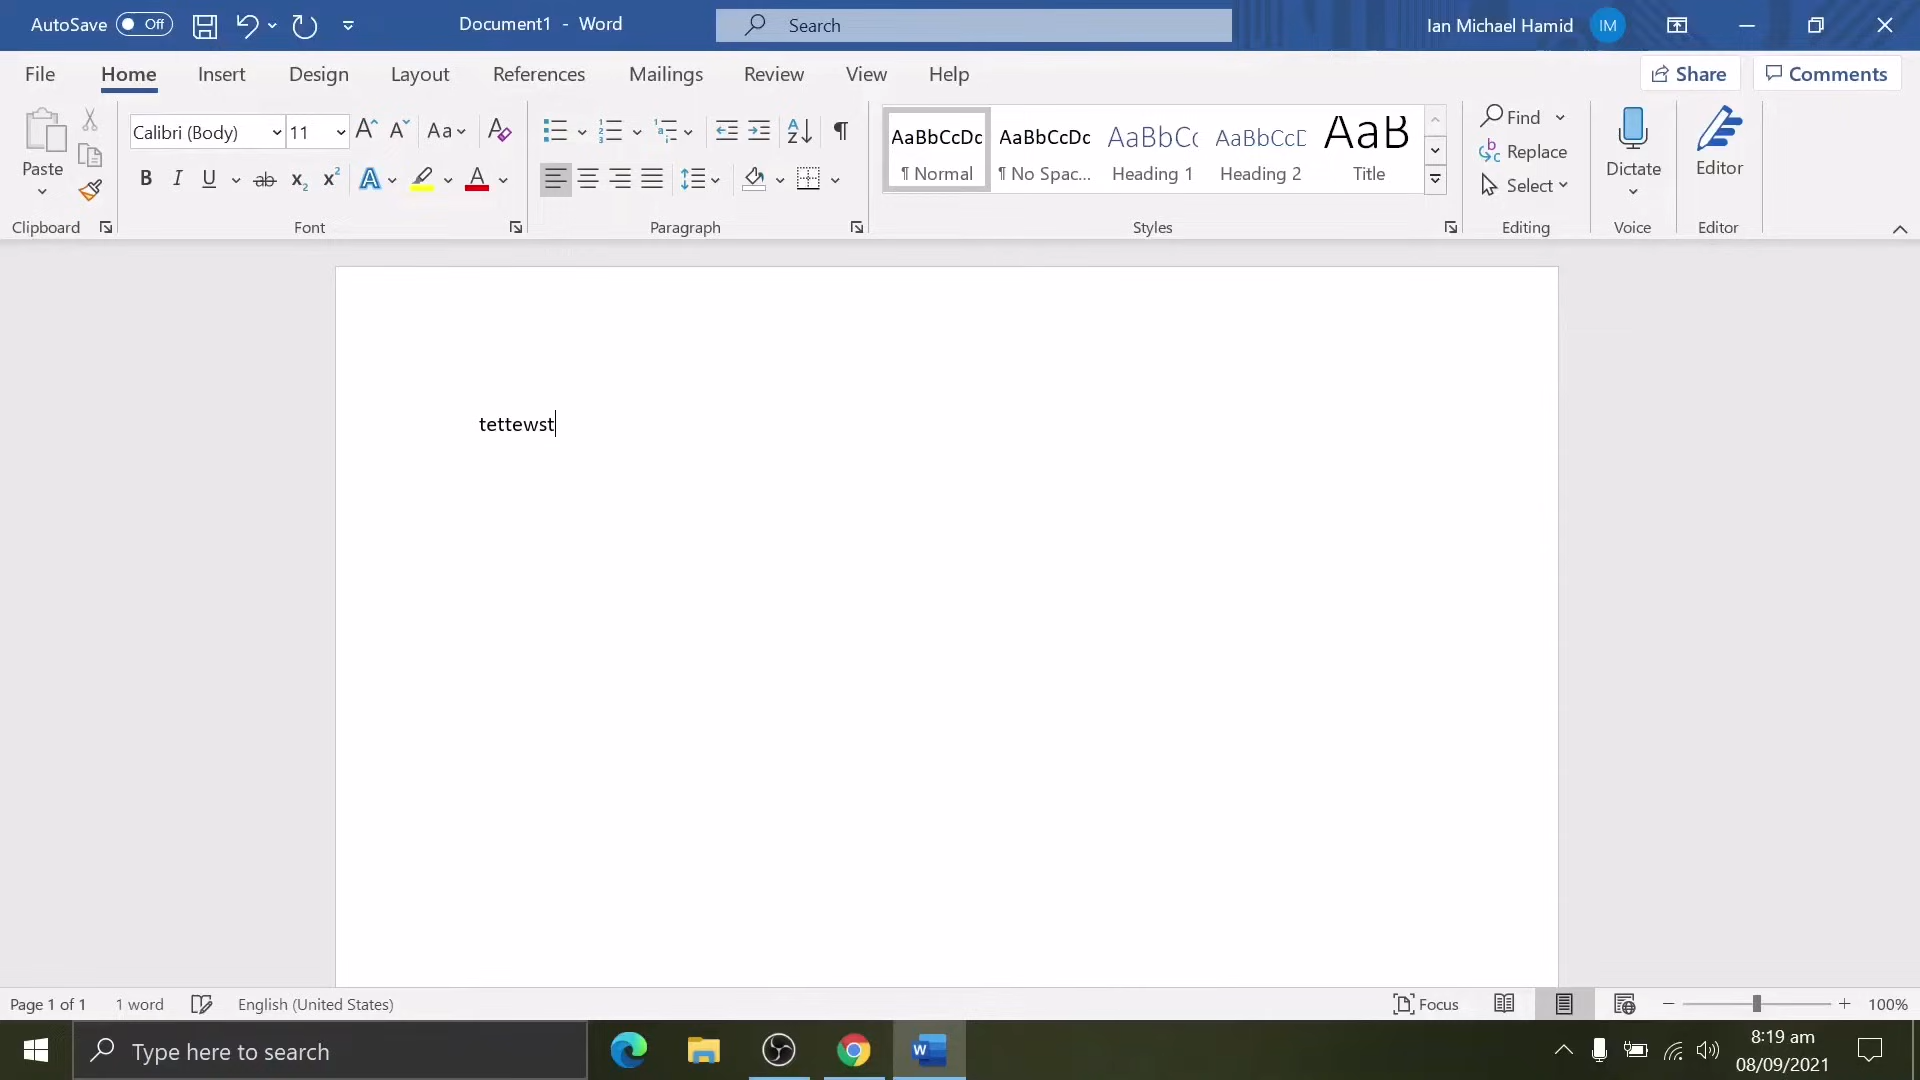 AutoSave Off Document1 - Word Search Ian Michael Hamid IM
File Home Insert Design Layout References Mailings Review View Help Share Comments
Paste Calibri (Body) 11 Aa AaBbCcDc AaBbCcDc AaBbCc AaBbCcD AaB Find Replace Select Dictate Editor
B I U ab x₂ x² A A ¶ Normal ¶ No Spac... Heading 1 Heading 2 Title
Clipboard Font Paragraph Styles Editing Voice Editor
tettewst
Page 1 of 1 1 word English (United States) Focus 100%
Type here to search 8:19 am
08/09/2021